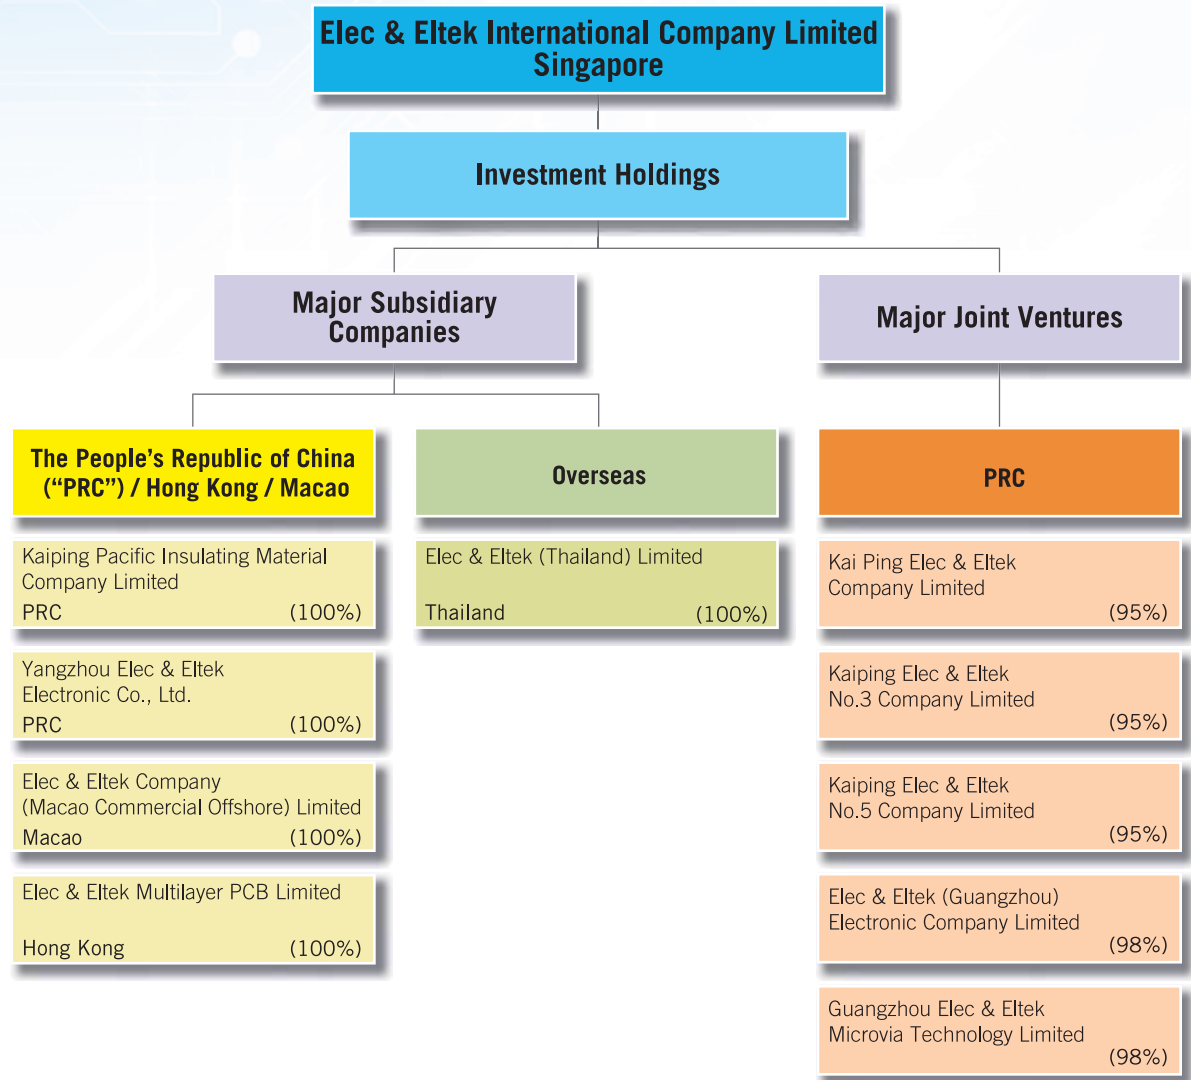 Elec & Eltek International Company Limited
Singapore
Investment Holdings
Major Subsidiary
Companies
Major Joint Ventures
The People’s Republic of China
(“PRC”) / Hong Kong / Macao
Overseas
PRC
Kaiping Pacific Insulating Material
Company Limited
PRC (100%)
Yangzhou Elec & Eltek
Electronic Co., Ltd.
PRC (100%)
Elec & Eltek Company
(Macao Commercial Offshore) Limited
Macao (100%)
Elec & Eltek Multilayer PCB Limited
Hong Kong (100%)
Elec & Eltek (Thailand) Limited
Thailand (100%)
Kai Ping Elec & Eltek
Company Limited
(95%)
Kaiping Elec & Eltek
No.3 Company Limited
(95%)
Kaiping Elec & Eltek
No.5 Company Limited
(95%)
Elec & Eltek (Guangzhou)
Electronic Company Limited
(98%)
Guangzhou Elec & Eltek
Microvia Technology Limited
(98%)